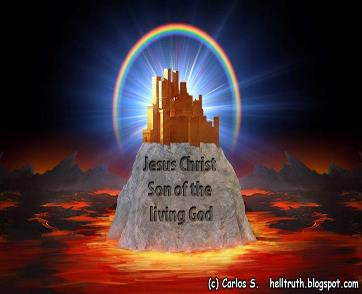 Jesus Christ
Son of the
living God
(c) Carlos S. helltruth.blogspot.com